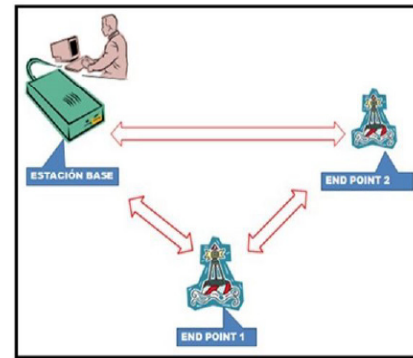 ESTACIÓN BASE
END POINT 2
END POINT 1